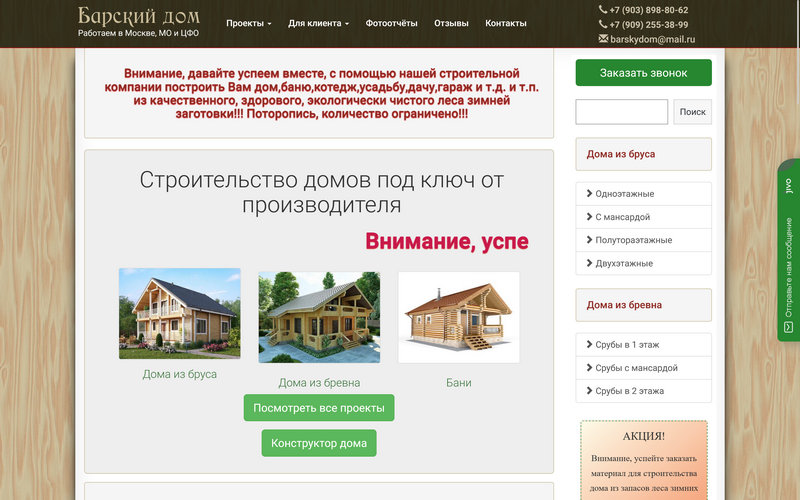 Барский дом
Работаем в Москве, МО и ЦФО
Проекты
Для клиента
Фотоотчёты
Отзывы
Контакты
+7 (903) 898-80-62
+7 (909) 255-38-99
barskydom@mail.ru
Внимание, давайте успеем вместе, с помощью нашей строительной
компании построить Вам дом,баню,котедж,усадьбу,дачу,гараж и т.д. и т.п.
из качественного, здорового, экологически чистого леса зимней
заготовки!!! Поторопись, количество ограничено!!!
Строительство домов под ключ от
производителя
Внимание, успе
Дома из бруса
Дома из бревна
Бани
Посмотреть все проекты
Конструктор дома
Заказать звонок
Поиск
Дома из бруса
Одноэтажные
С мансардой
Полутораэтажные
Двухэтажные
Дома из бревна
Срубы в 1 этаж
Срубы с мансардой
Срубы в 2 этажа
АКЦИЯ!
Внимание, успейте заказать
материал для строительства
дома из запасов леса зимних
jivo
Отправьте нам сообщение